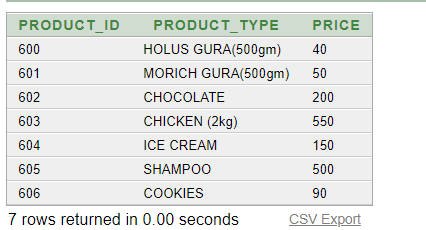 PRODUCT_ID PRODUCT_TYPE PRICE
600 HOLUS GURA(500gm) 40
601 MORICH GURA(500gm) 50
602 CHOCOLATE 200
603 CHICKEN (2kg) 550
604 ICE CREAM 150
605 SHAMPOO 500
606 COOKIES 90
7 rows returned in 0.00 seconds CSV Export